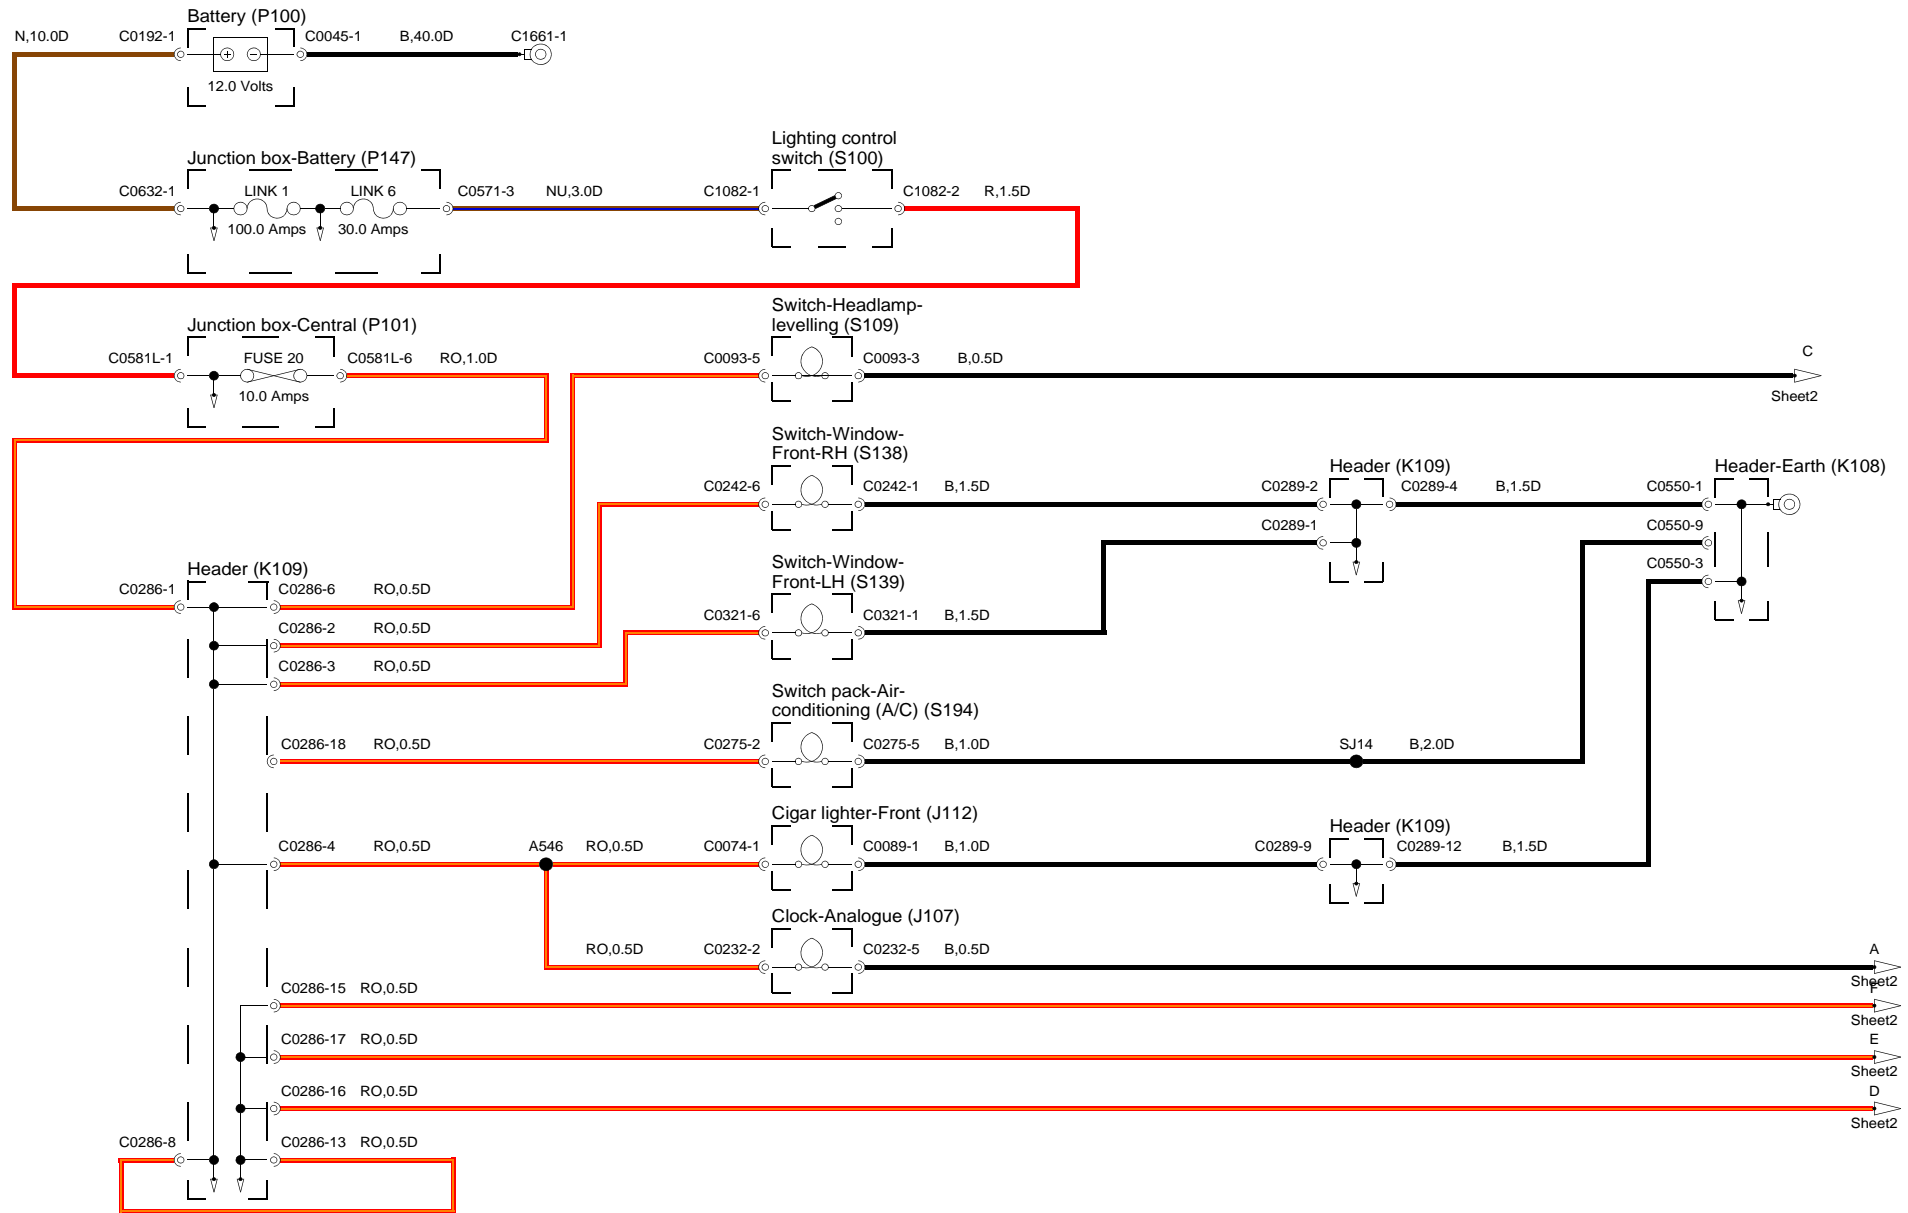 Battery (P100)
N,10.0D
C0192-1
C0045-1
B,40.0D
C1661-1
12.0 Volts
Lighting control
switch (S100)
Junction box-Battery (P147)
C0632-1
LINK 1
LINK 6
C0571-3
NU,3.0D
C1082-1
C1082-2
R,1.5D
100.0 Amps
30.0 Amps
Switch-Headlamp-
levelling (S109)
Junction box-Central (P101)
C0581L-1
FUSE 20
C0581L-6
RO,1.0D
C0093-5
C0093-3
B,0.5D
C
Sheet2
10.0 Amps
Switch-Window-
Front-RH (S138)
Header (K109)
Header-Earth (K108)
C0242-6
C0242-1
B,1.5D
C0289-2
C0289-4
B,1.5D
C0550-1
C0289-1
C0550-9
C0550-3
Switch-Window-
Front-LH (S139)
Header (K109)
C0286-1
C0286-6
RO,0.5D
C0321-6
C0321-1
B,1.5D
C0286-2
RO,0.5D
C0286-3
RO,0.5D
Switch pack-Air-
conditioning (A/C) (S194)
C0286-18
RO,0.5D
C0275-2
C0275-5
B,1.0D
SJ14
B,2.0D
Cigar lighter-Front (J112)
Header (K109)
C0286-4
RO,0.5D
A546
RO,0.5D
C0074-1
C0089-1
B,1.0D
C0289-9
C0289-12
B,1.5D
Clock-Analogue (J107)
RO,0.5D
C0232-2
C0232-5
B,0.5D
A
Sheet2
C0286-15
RO,0.5D
F
Sheet2
C0286-17
RO,0.5D
E
Sheet2
C0286-16
RO,0.5D
D
Sheet2
C0286-8
C0286-13
RO,0.5D